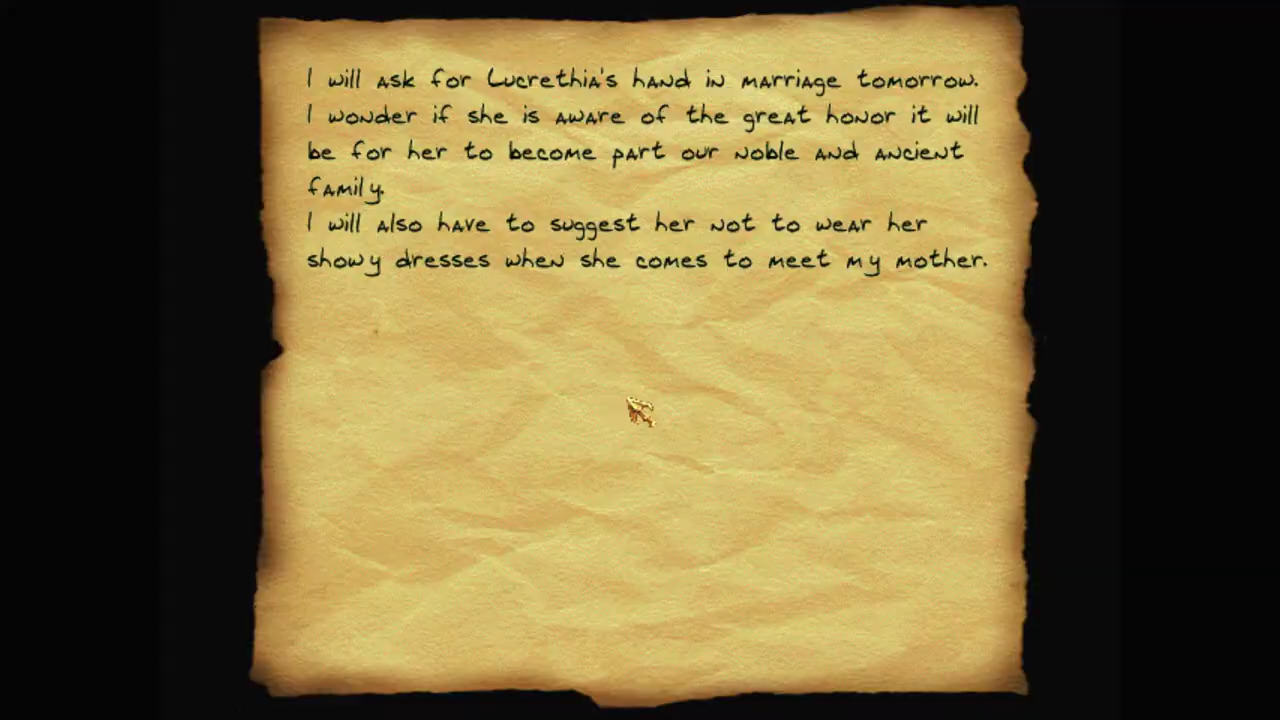 I will ask for Lucrethia's hand in marriage tomorrow.
I wonder if she is aware of the great honor it will
be for her to become part our noble and ancient
family.
I will also have to suggest her not to wear her
showy dresses when she comes to meet my mother.